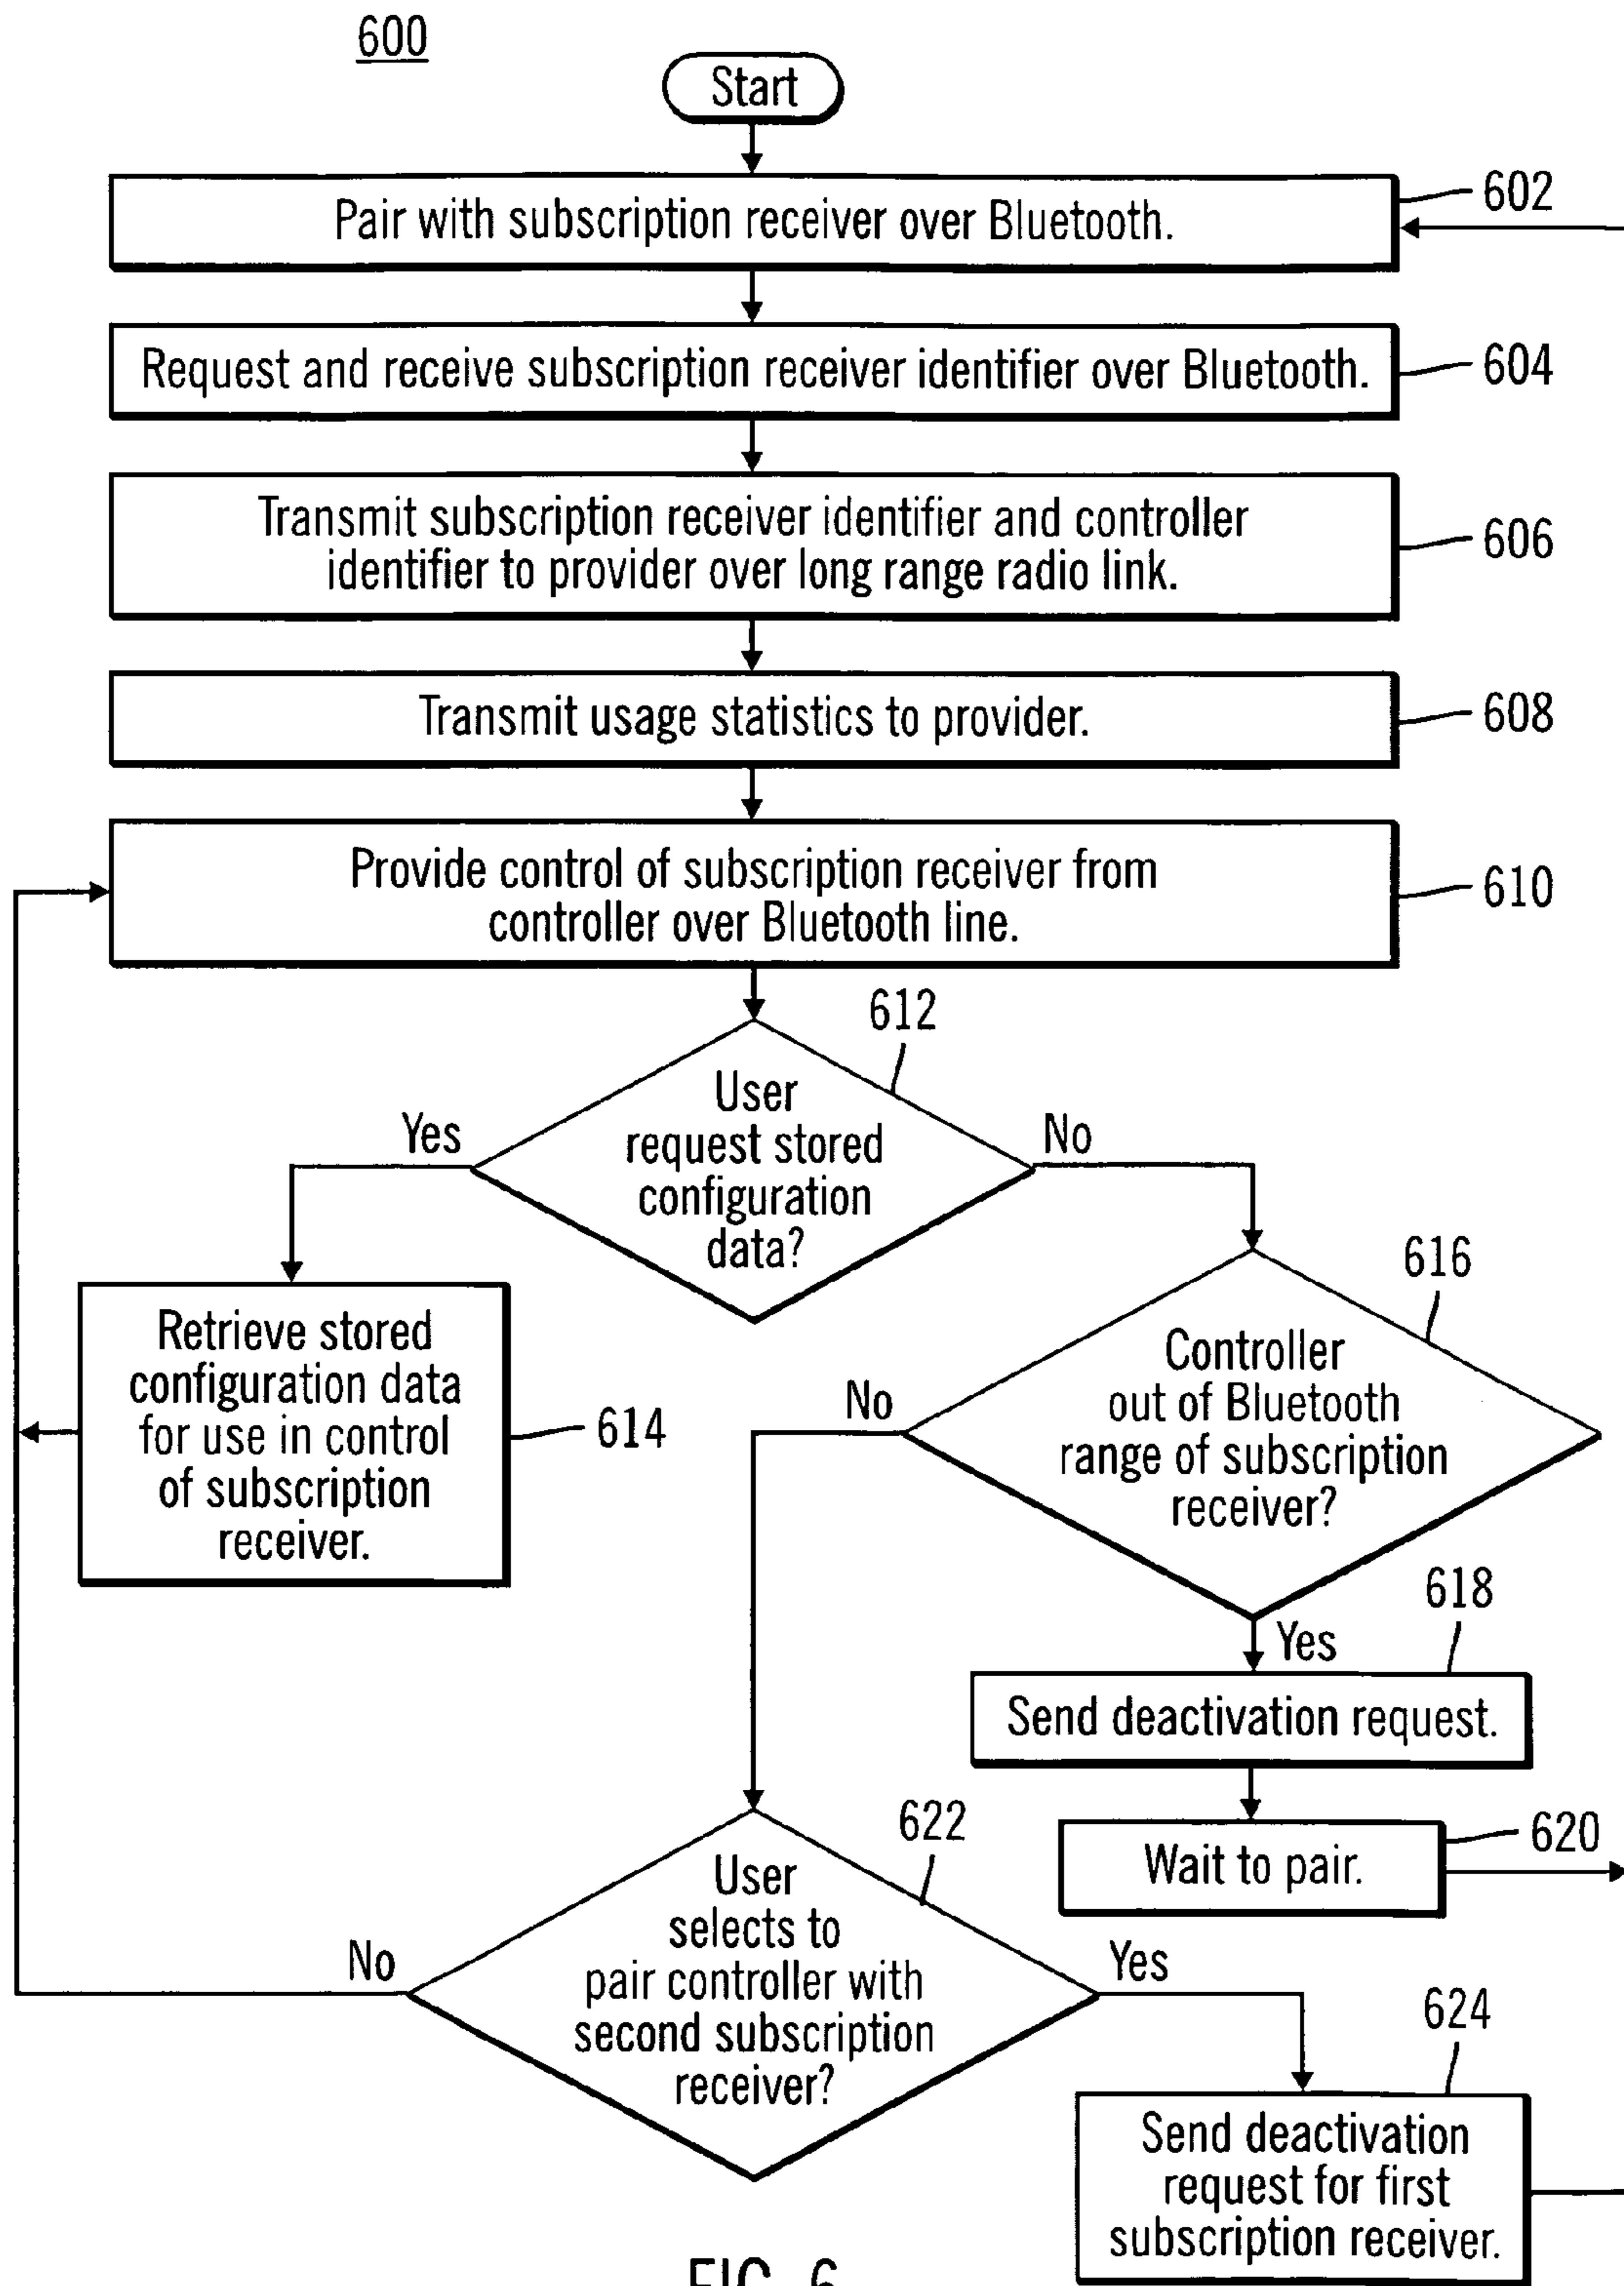 600
Start
Pair with subscription receiver over Bluetooth.
602
Request and receive subscription receiver identifier over Bluetooth.
604
Transmit subscription receiver identifier and controller
identifier to provider over long range radio link.
606
Transmit usage statistics to provider.
608
Provide control of subscription receiver from
controller over Bluetooth line.
610
612
User
request stored
configuration
data?
Yes
No
Retrieve stored
configuration data
for use in control
of subscription
receiver.
614
616
Controller
out of Bluetooth
range of subscription
receiver?
No
Yes
618
Send deactivation request.
620
Wait to pair.
622
User
selects to
pair controller with
second subscription
receiver?
No
Yes
624
Send deactivation
request for first
subscription receiver.
FIG. 6